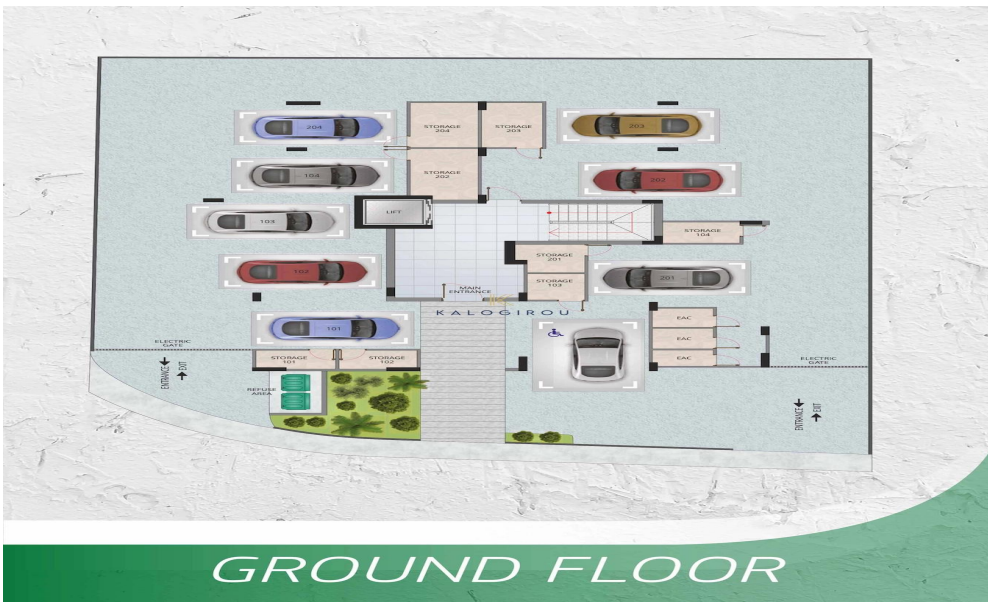 204
STORAGE
204
STORAGE
203
203
104
STORAGE
202
202
LIFT
103
STORAGE
104
STORAGE
201
102
STORAGE
103
201
MAIN
ENTRANCE
KALOGIROU
101
EAC
EAC
EAC
ELECTRIC
GATE
STORAGE
101
STORAGE
102
ELECTRIC
GATE
ENTRANCE
EXIT
REFUSE
AREA
ENTRANCE
EXIT
GROUND FLOOR